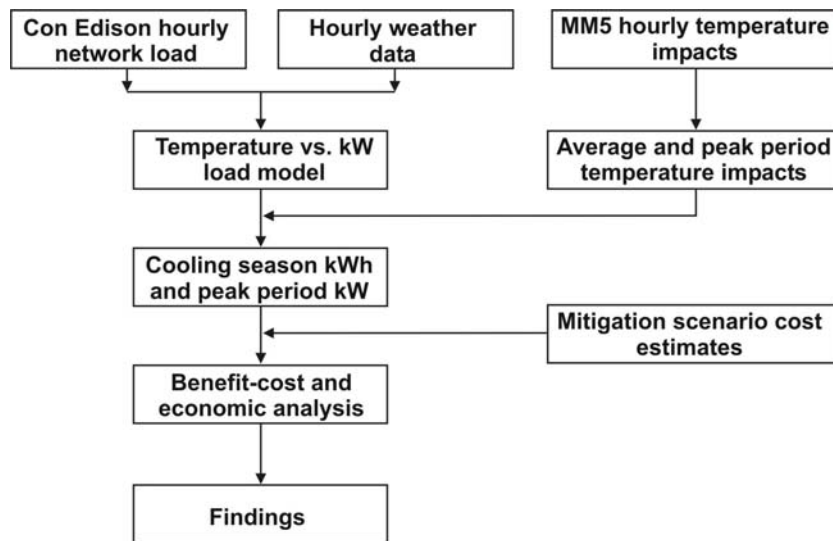 Con Edison hourly
network load
Hourly weather
data
MM5 hourly temperature
impacts
Temperature vs. kW
load model
Average and peak period
temperature impacts
Cooling season kWh
and peak period kW
Mitigation scenario cost
estimates
Benefit-cost and
economic analysis
Findings